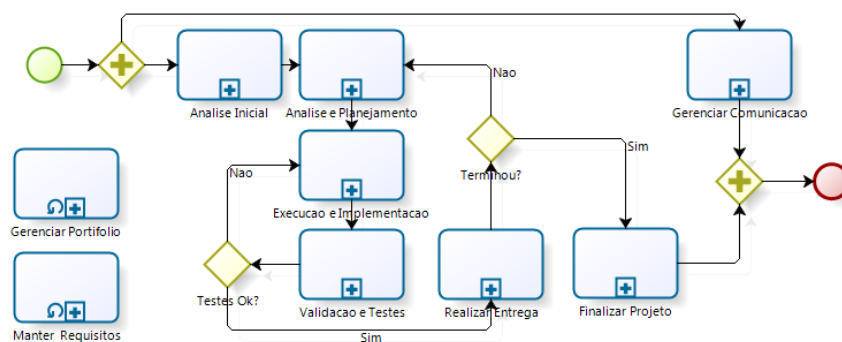 Nao
Analise Inicial
Analise e Planejamento
Gerenciar Comunicacao
Sim
Nao
Terminou?
Execucao e Implementacao
Gerenciar Portifolio
Testes Ok?
Validacao e Testes
Realizar Entrega
Finalizar Projeto
Manter Requisitos
Sim